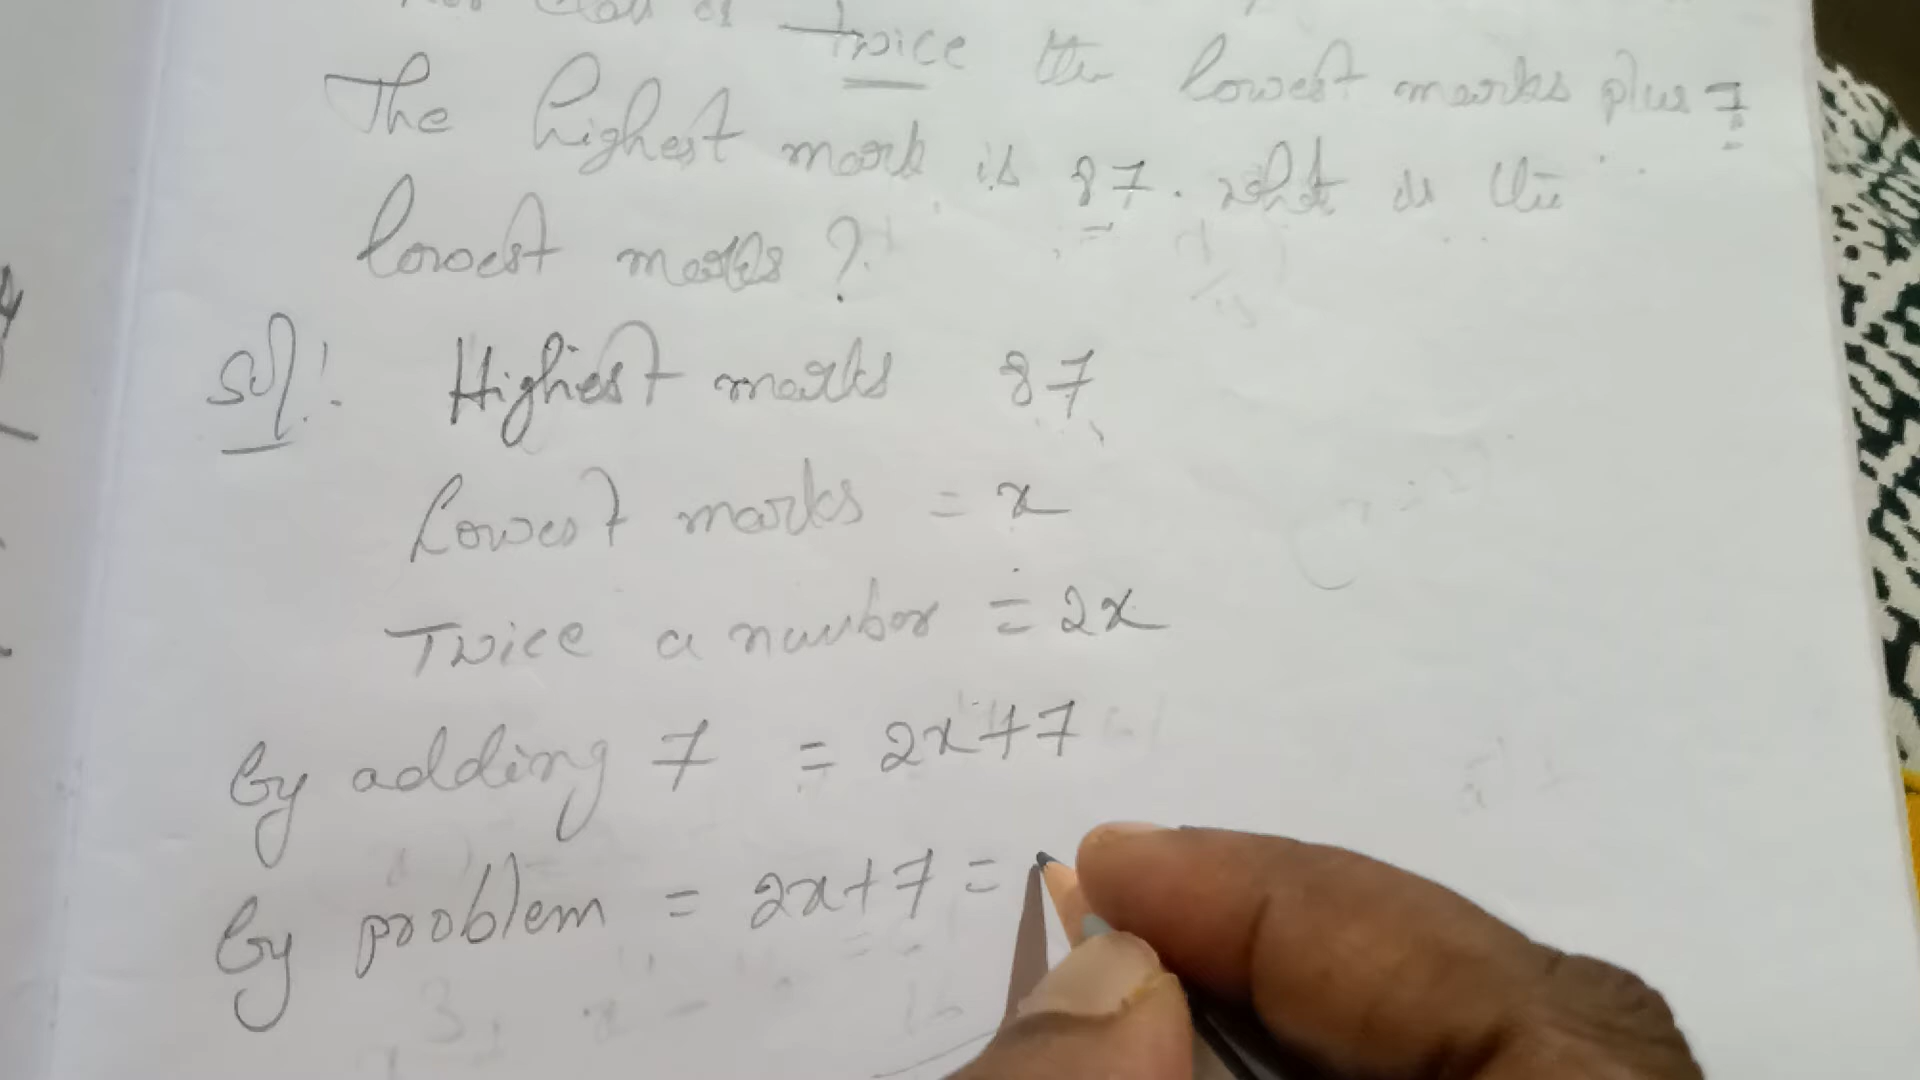 twice the lowest marks plus 7
The highest mark is 87. what is the
lowest marks?
Sol:. Highest marks 87
Lowest marks = x
Twice a number = 2x
by adding 7 = 2x+7
by problem = 2x+7 =